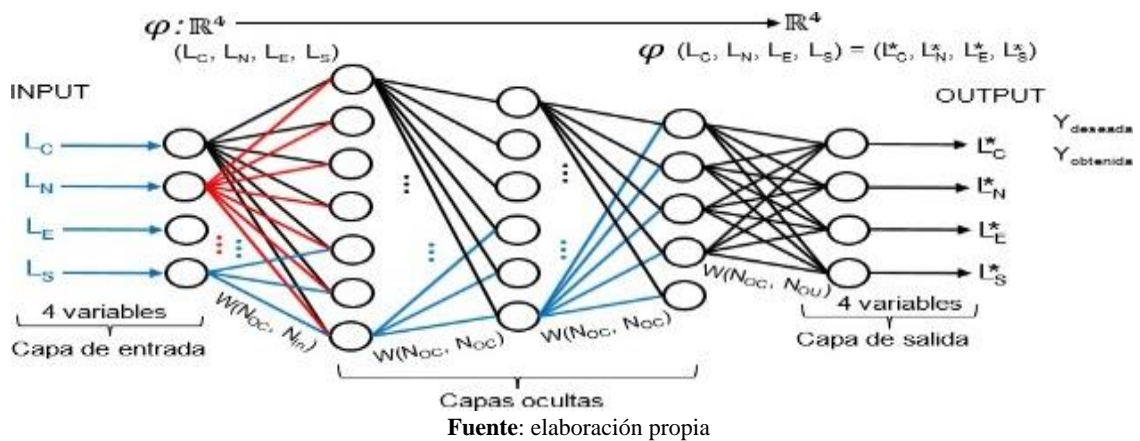 φ : ℝ⁴ ℝ⁴
(L_C, L_N, L_E, L_S) φ (L_C, L_N, L_E, L_S) = (L*_C, L*_N, L*_E, L*_S)
INPUT OUTPUT
Y_deseada
L_C L*_C
Y_obtenida
L_N L*_N
L_E L*_E
L_S L*_S
W(N_OC, N_in) W(N_OC, N_OC) W(N_OC, N_OC) W(N_OC, N_OU)
4 variables 4 variables
Capa de entrada Capa de salida
Capas ocultas
Fuente: elaboración propia